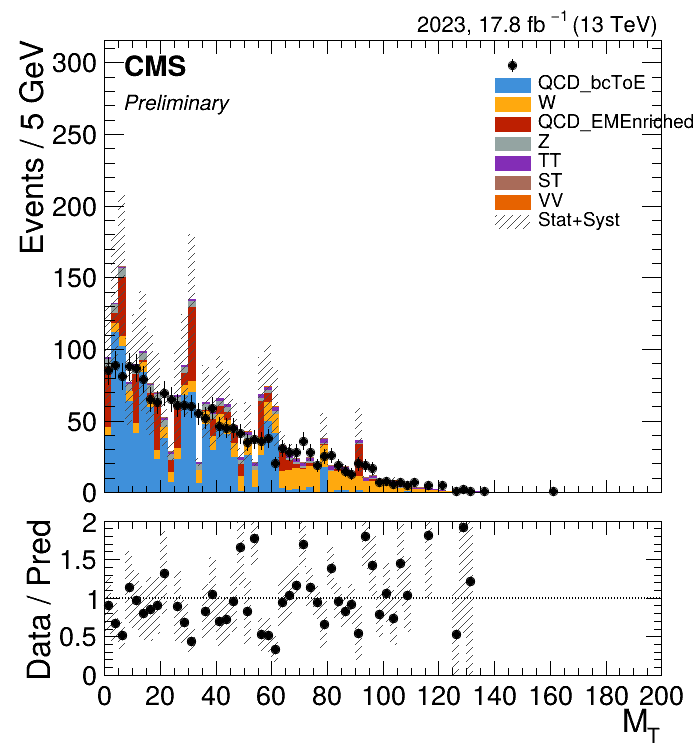 2023, 17.8 fb⁻¹ (13 TeV)
Events / 5 GeV
300
250
200
150
100
50
0
CMS
Preliminary
QCD_bcToE
W
QCD_EMEnriched
Z
TT
ST
VV
Stat+Syst
Data / Pred
2
1.5
1
0.5
0
0 20 40 60 80 100 120 140 160 180 200
M_T